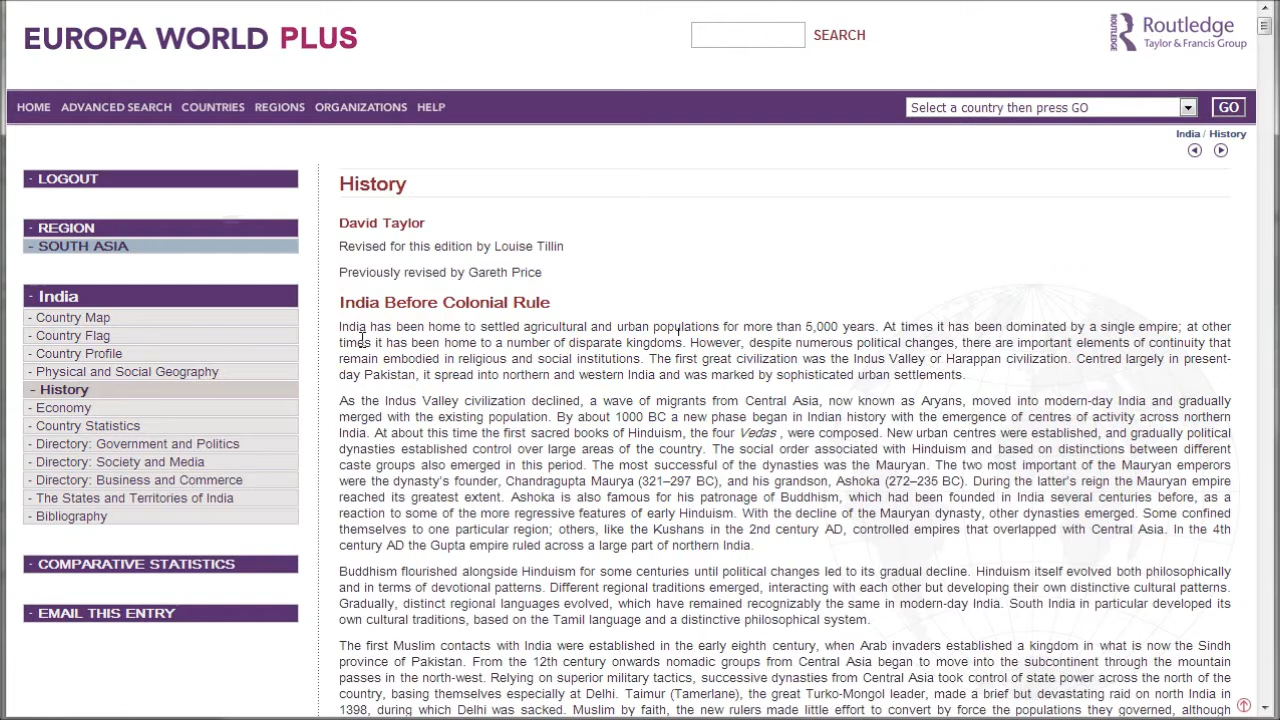 EUROPA WORLD PLUS
SEARCH
ROUTLEDGE
Routledge
Taylor & Francis Group
HOME ADVANCED SEARCH COUNTRIES REGIONS ORGANIZATIONS HELP
Select a country then press GO
GO
India / History
- LOGOUT
- REGION
- SOUTH ASIA
- India
- Country Map
- Country Flag
- Country Profile
- Physical and Social Geography
- History
- Economy
- Country Statistics
- Directory: Government and Politics
- Directory: Society and Media
- Directory: Business and Commerce
- The States and Territories of India
- Bibliography
- COMPARATIVE STATISTICS
- EMAIL THIS ENTRY
History
David Taylor
Revised for this edition by Louise Tillin
Previously revised by Gareth Price
India Before Colonial Rule
India has been home to settled agricultural and urban populations for more than 5,000 years. At times it has been dominated by a single empire; at other
times it has been home to a number of disparate kingdoms. However, despite numerous political changes, there are important elements of continuity that
remain embodied in religious and social institutions. The first great civilization was the Indus Valley or Harappan civilization. Centred largely in present-
day Pakistan, it spread into northern and western India and was marked by sophisticated urban settlements.
As the Indus Valley civilization declined, a wave of migrants from Central Asia, now known as Aryans, moved into modern-day India and gradually
merged with the existing population. By about 1000 BC a new phase began in Indian history with the emergence of centres of activity across northern
India. At about this time the first sacred books of Hinduism, the four Vedas , were composed. New urban centres were established, and gradually political
dynasties established control over large areas of the country. The social order associated with Hinduism and based on distinctions between different
caste groups also emerged in this period. The most successful of the dynasties was the Mauryan. The two most important of the Mauryan emperors
were the dynasty's founder, Chandragupta Maurya (321–297 BC), and his grandson, Ashoka (272–235 BC). During the latter's reign the Mauryan empire
reached its greatest extent. Ashoka is also famous for his patronage of Buddhism, which had been founded in India several centuries before, as a
reaction to some of the more regressive features of early Hinduism. With the decline of the Mauryan dynasty, other dynasties emerged. Some confined
themselves to one particular region; others, like the Kushans in the 2nd century AD, controlled empires that overlapped with Central Asia. In the 4th
century AD the Gupta empire ruled across a large part of northern India.
Buddhism flourished alongside Hinduism for some centuries until political changes led to its gradual decline. Hinduism itself evolved both philosophically
and in terms of devotional patterns. Different regional traditions emerged, interacting with each other but developing their own distinctive cultural patterns.
Gradually, distinct regional languages evolved, which have remained recognizably the same in modern-day India. South India in particular developed its
own cultural traditions, based on the Tamil language and a distinctive philosophical system.
The first Muslim contacts with India were established in the early eighth century, when Arab invaders established a kingdom in what is now the Sindh
province of Pakistan. From the 12th century onwards nomadic groups from Central Asia began to move into the subcontinent through the mountain
passes in the north-west. Relying on superior military tactics, successive dynasties from Central Asia took control of state power across the north of the
country, basing themselves especially at Delhi. Taimur (Tamerlane), the great Turko-Mongol leader, made a brief but devastating raid on north India in
1398, during which Delhi was sacked. Muslim by faith, the new rulers made little effort to convert by force the populations they governed, although